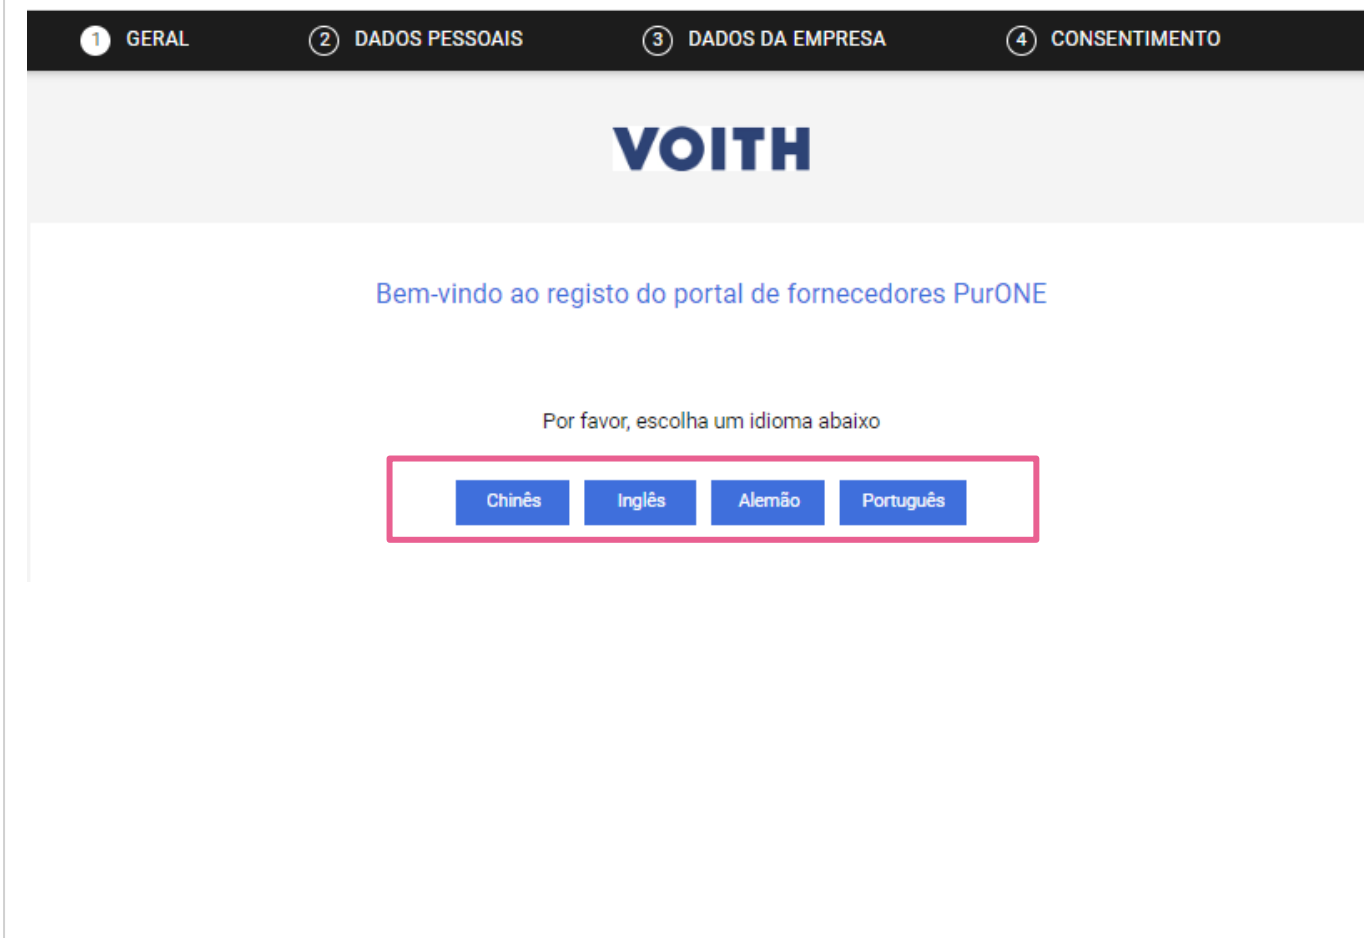 1 GERAL 2 DADOS PESSOAIS 3 DADOS DA EMPRESA 4 CONSENTIMENTO
VOITH
Bem-vindo ao registo do portal de fornecedores PurONE
Por favor, escolha um idioma abaixo
Chinês Inglês Alemão Português